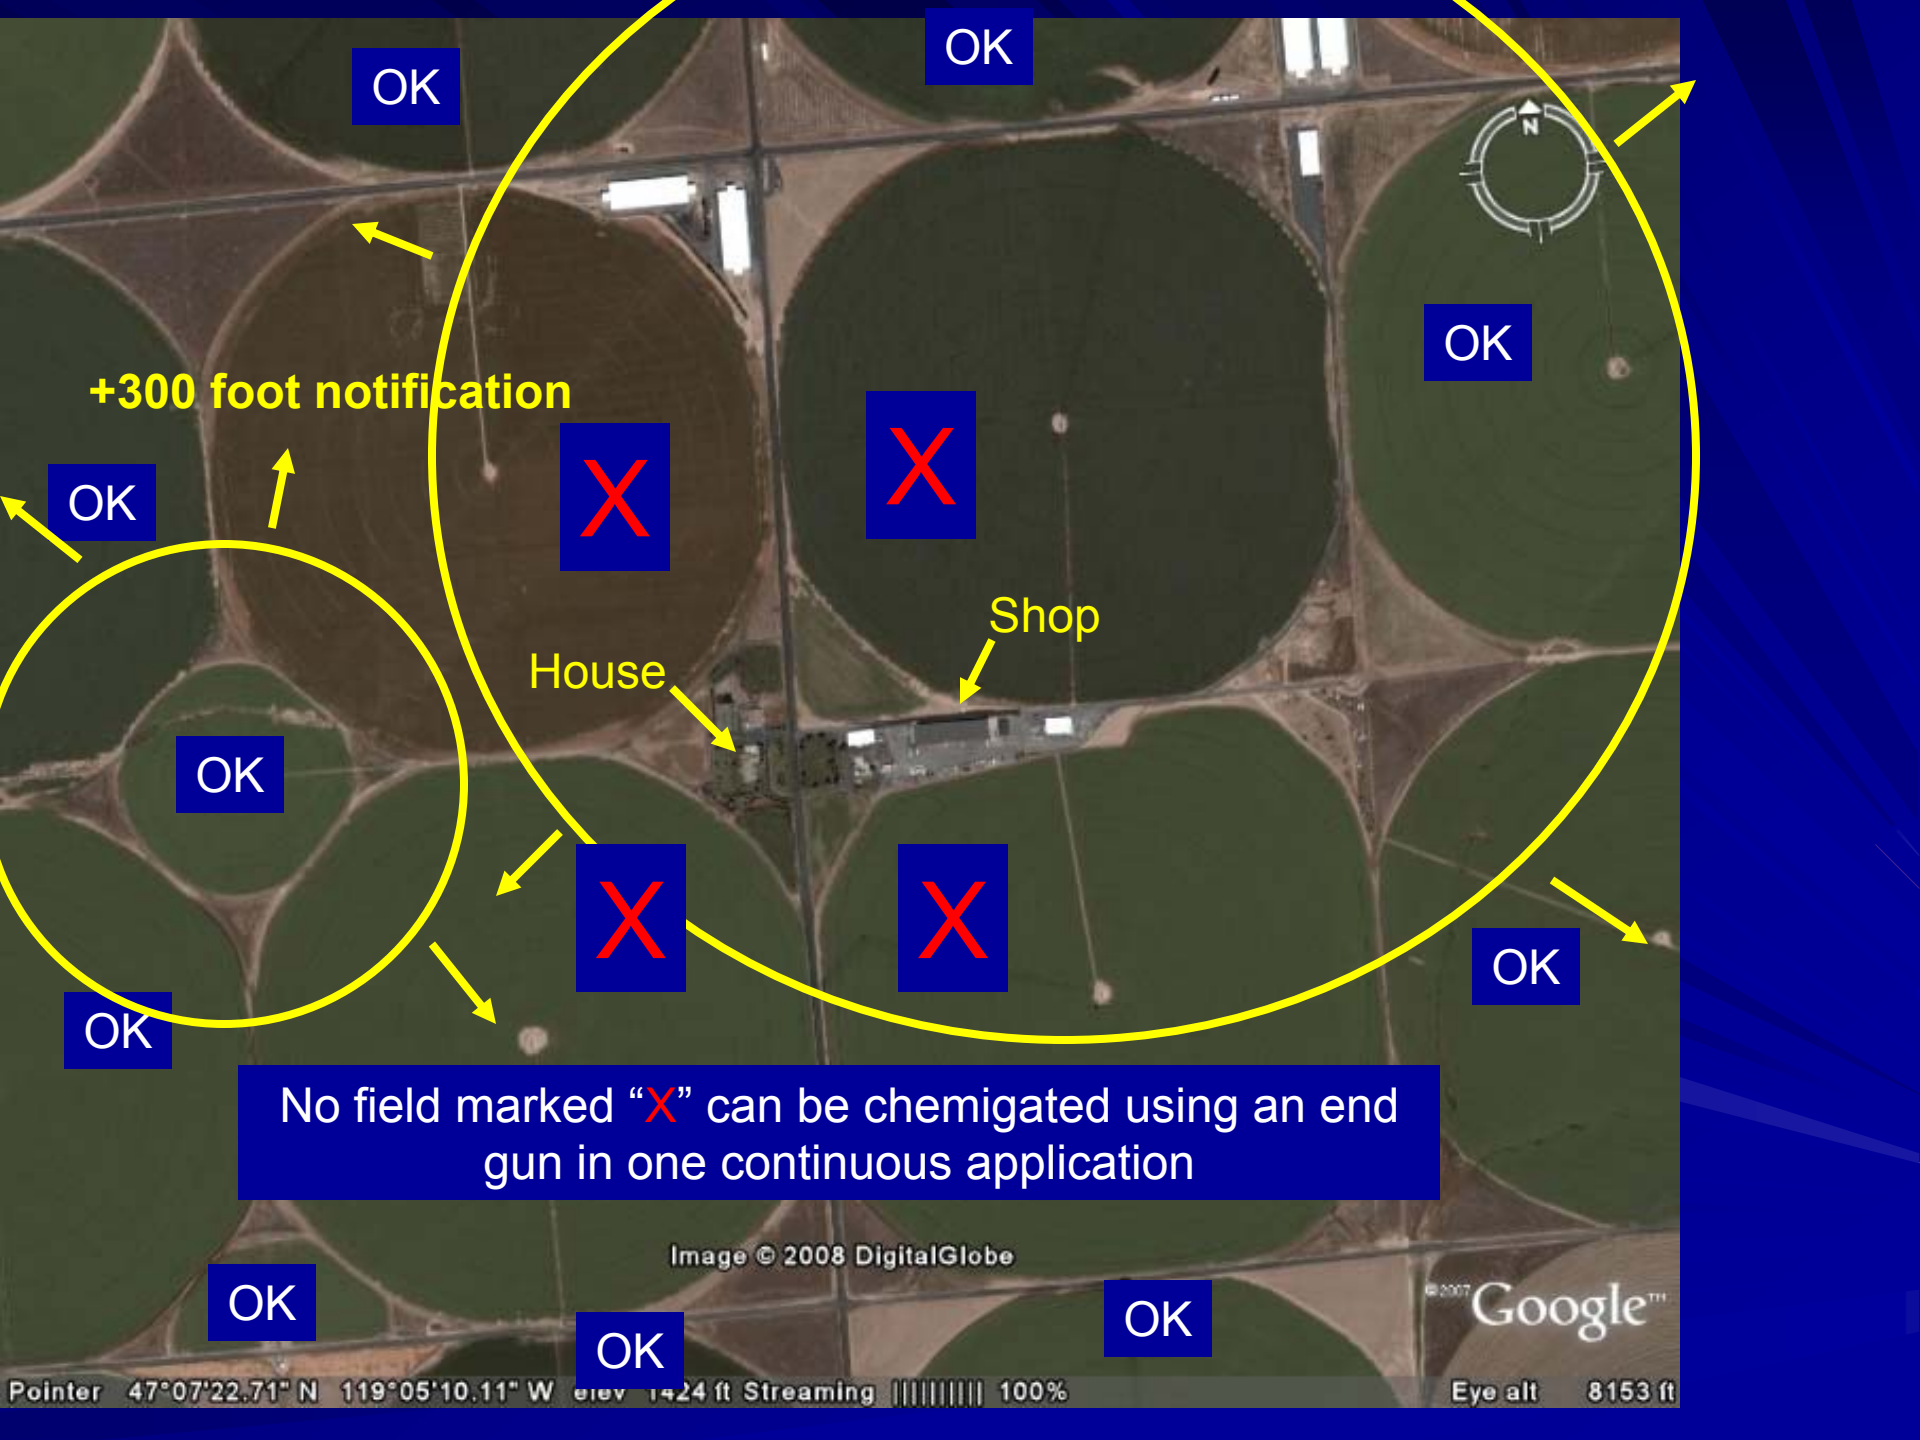 OK
OK
N
OK
+300 foot notification
X
X
OK
Shop
House
OK
X
X
OK
OK
No field marked “X” can be chemigated using an end
gun in one continuous application
Image © 2008 DigitalGlobe
OK
OK
OK
©2007 Google™
Pointer 47°07'22.71" N 119°05'10.11" W elev 1424 ft Streaming |||||||||| 100% Eye alt 8153 ft